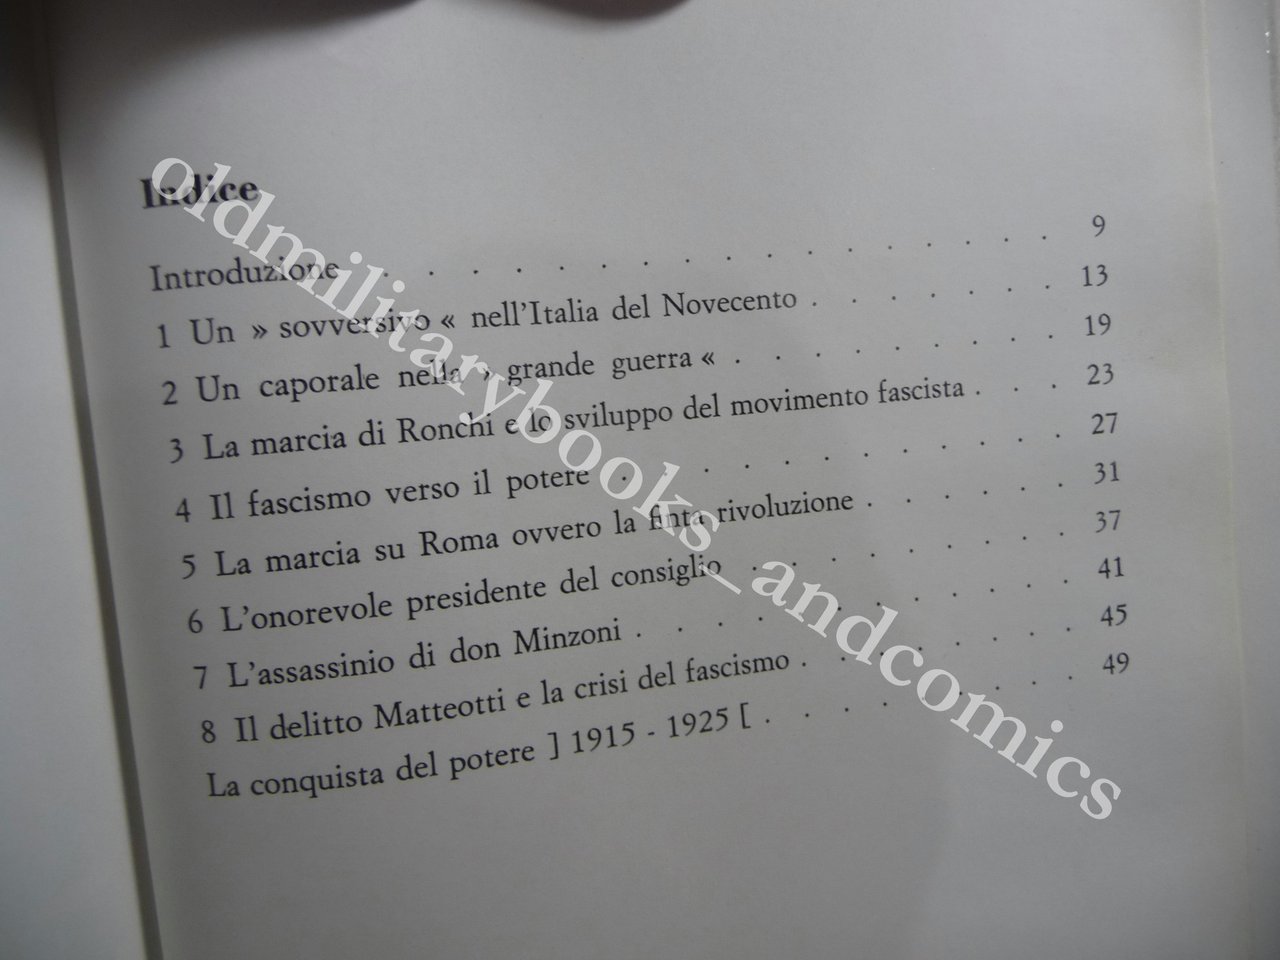 Indice
Introduzione . . . . . . . . . . . . . . . . . 9
1 Un » sovversivo « nell'Italia del Novecento . . . . . . . 13
2 Un caporale nella » grande guerra « . . . . . . . . . 19
3 La marcia di Ronchi e lo sviluppo del movimento fascista . . . 23
4 Il fascismo verso il potere . . . . . . . . . . . . 27
5 La marcia su Roma ovvero la finta rivoluzione . . . . . . 31
6 L'onorevole presidente del consiglio . . . . . . . . . 37
7 L'assassinio di don Minzoni . . . . . . . . . . . 41
8 Il delitto Matteotti e la crisi del fascismo . . . . . . . . 45
La conquista del potere ] 1915 - 1925 [ . . . . . . . . 49
oldmilitarybooks_andcomics